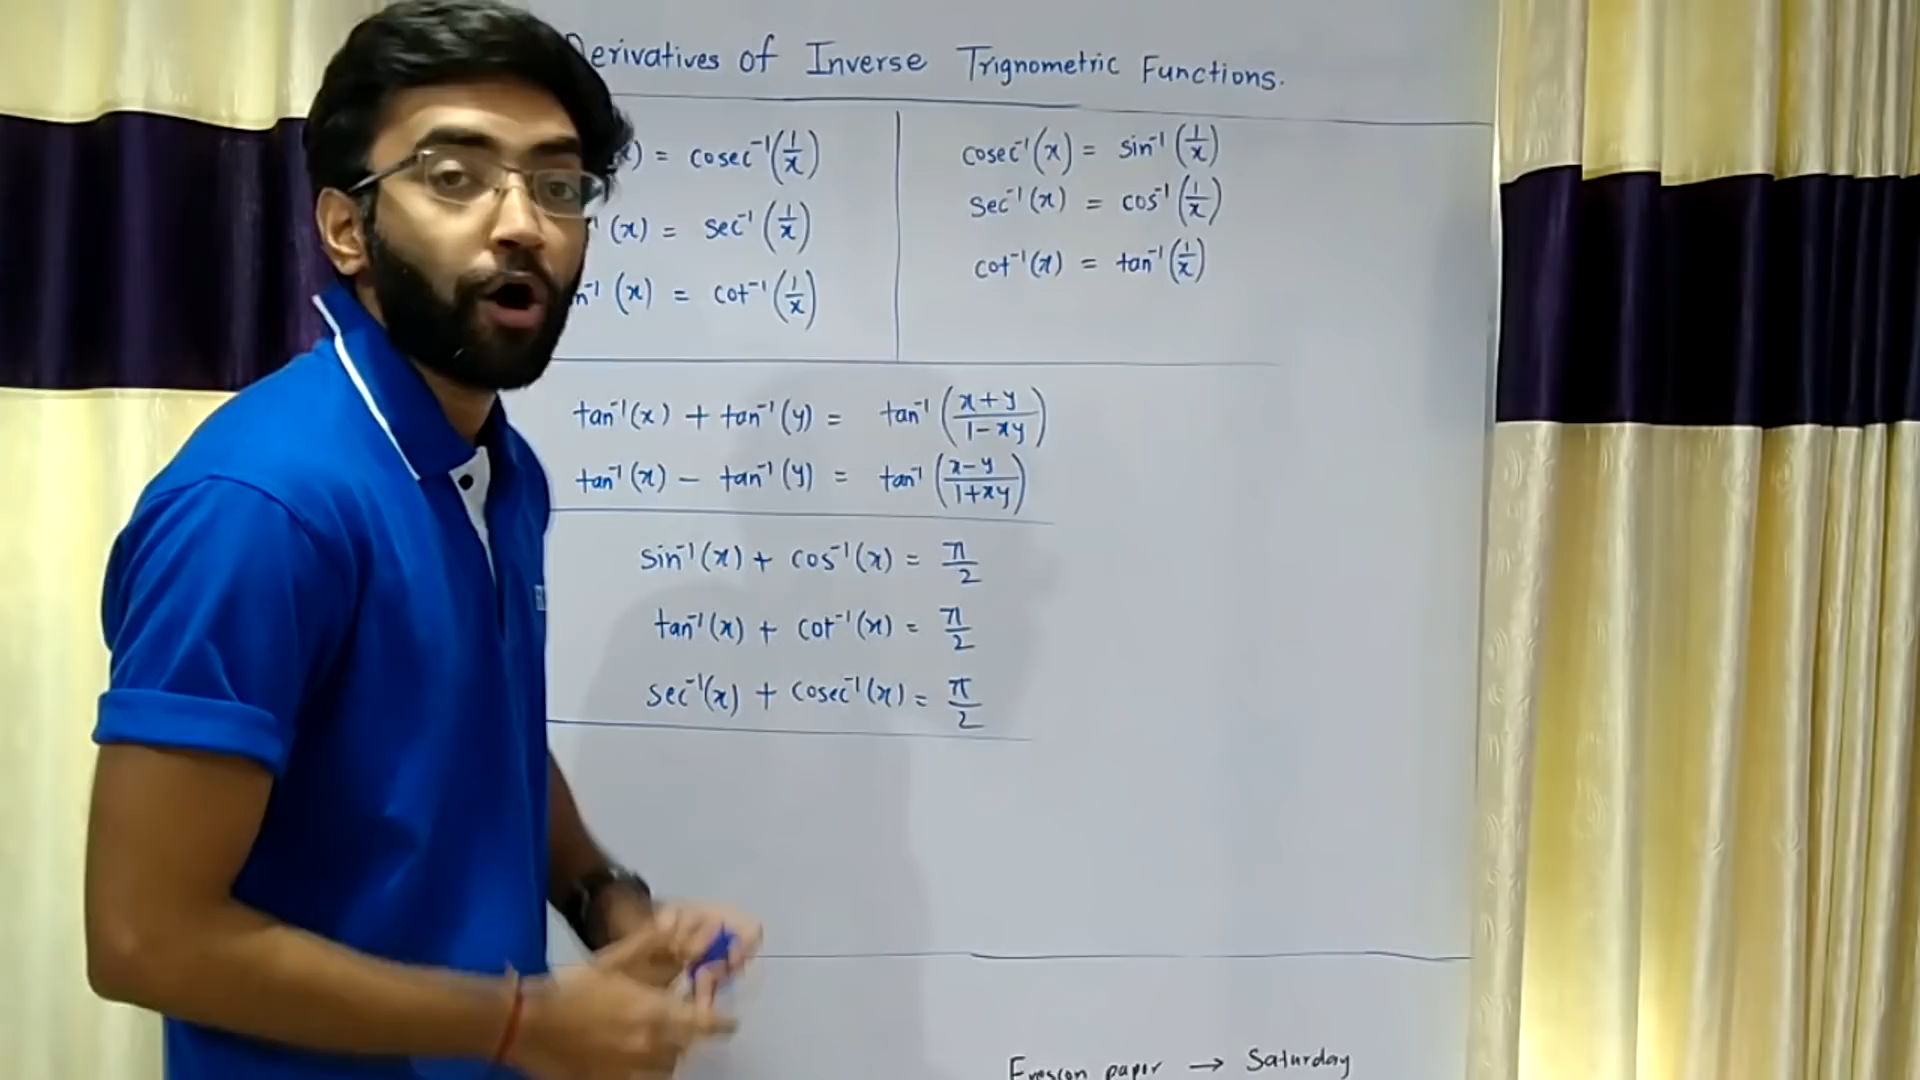 Derivatives of Inverse Trignometric Functions.
x) = cosec⁻¹(1/x)
⁻¹(x) = sec⁻¹(1/x)
n⁻¹(x) = cot⁻¹(1/x)
cosec⁻¹(x) = sin⁻¹(1/x)
sec⁻¹(x) = cos⁻¹(1/x)
cot⁻¹(x) = tan⁻¹(1/x)
tan⁻¹(x) + tan⁻¹(y) = tan⁻¹((x+y)/(1-xy))
tan⁻¹(x) - tan⁻¹(y) = tan⁻¹((x-y)/(1+xy))
sin⁻¹(x) + cos⁻¹(x) = π/2
tan⁻¹(x) + cot⁻¹(x) = π/2
sec⁻¹(x) + cosec⁻¹(x) = π/2
paper → Saturday